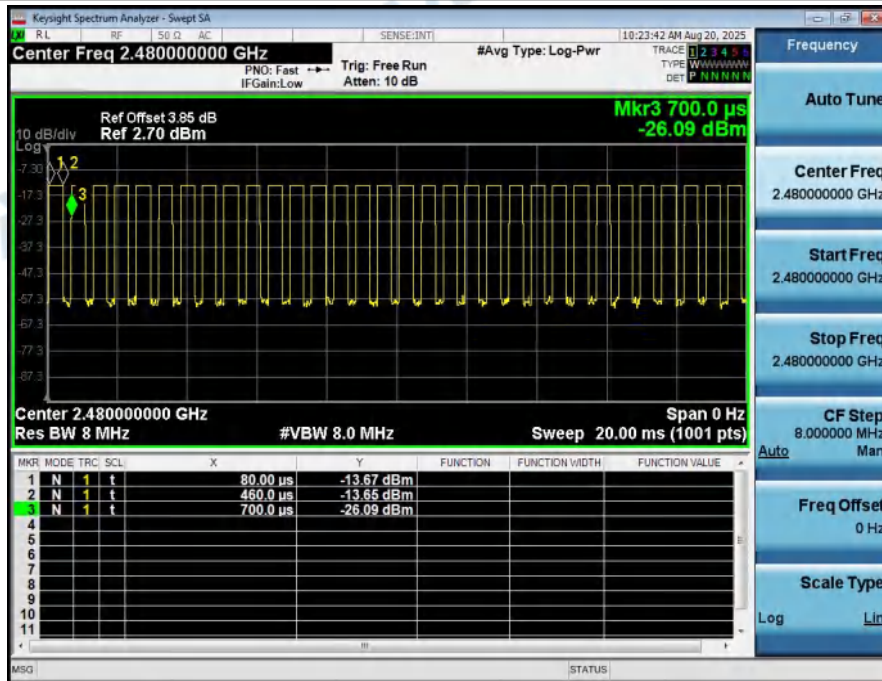 Keysight Spectrum Analyzer - Swept SA
RL RF 50 Ω AC SENSE:INT 10:23:42 AM Aug 20, 2025
Center Freq 2.480000000 GHz #Avg Type: Log-Pwr TRACE 1 2 3 4 5 6
PNO: Fast Trig: Free Run TYPE WWWWWW
IFGain:Low Atten: 10 dB DET P N N N N N
Frequency
Auto Tune
Center Freq
2.480000000 GHz
Start Freq
2.480000000 GHz
Stop Freq
2.480000000 GHz
CF Step
8.000000 MHz
Auto Man
Freq Offset
0 Hz
Scale Type
Log Lin
Ref Offset 3.85 dB Mkr3 700.0 µs
10 dB/div Ref 2.70 dBm -26.09 dBm
Log
1 2
-7.30
3
-17.3
-27.3
-37.3
-47.3
-57.3
-67.3
-77.3
-87.3
Center 2.480000000 GHz Span 0 Hz
Res BW 8 MHz #VBW 8.0 MHz Sweep 20.00 ms (1001 pts)
MKR MODE TRC SCL X Y FUNCTION FUNCTION WIDTH FUNCTION VALUE
1 N 1 t 80.00 µs -13.67 dBm
2 N 1 t 460.0 µs -13.65 dBm
3 N 1 t 700.0 µs -26.09 dBm
4
5
6
7
8
9
10
11
MSG STATUS